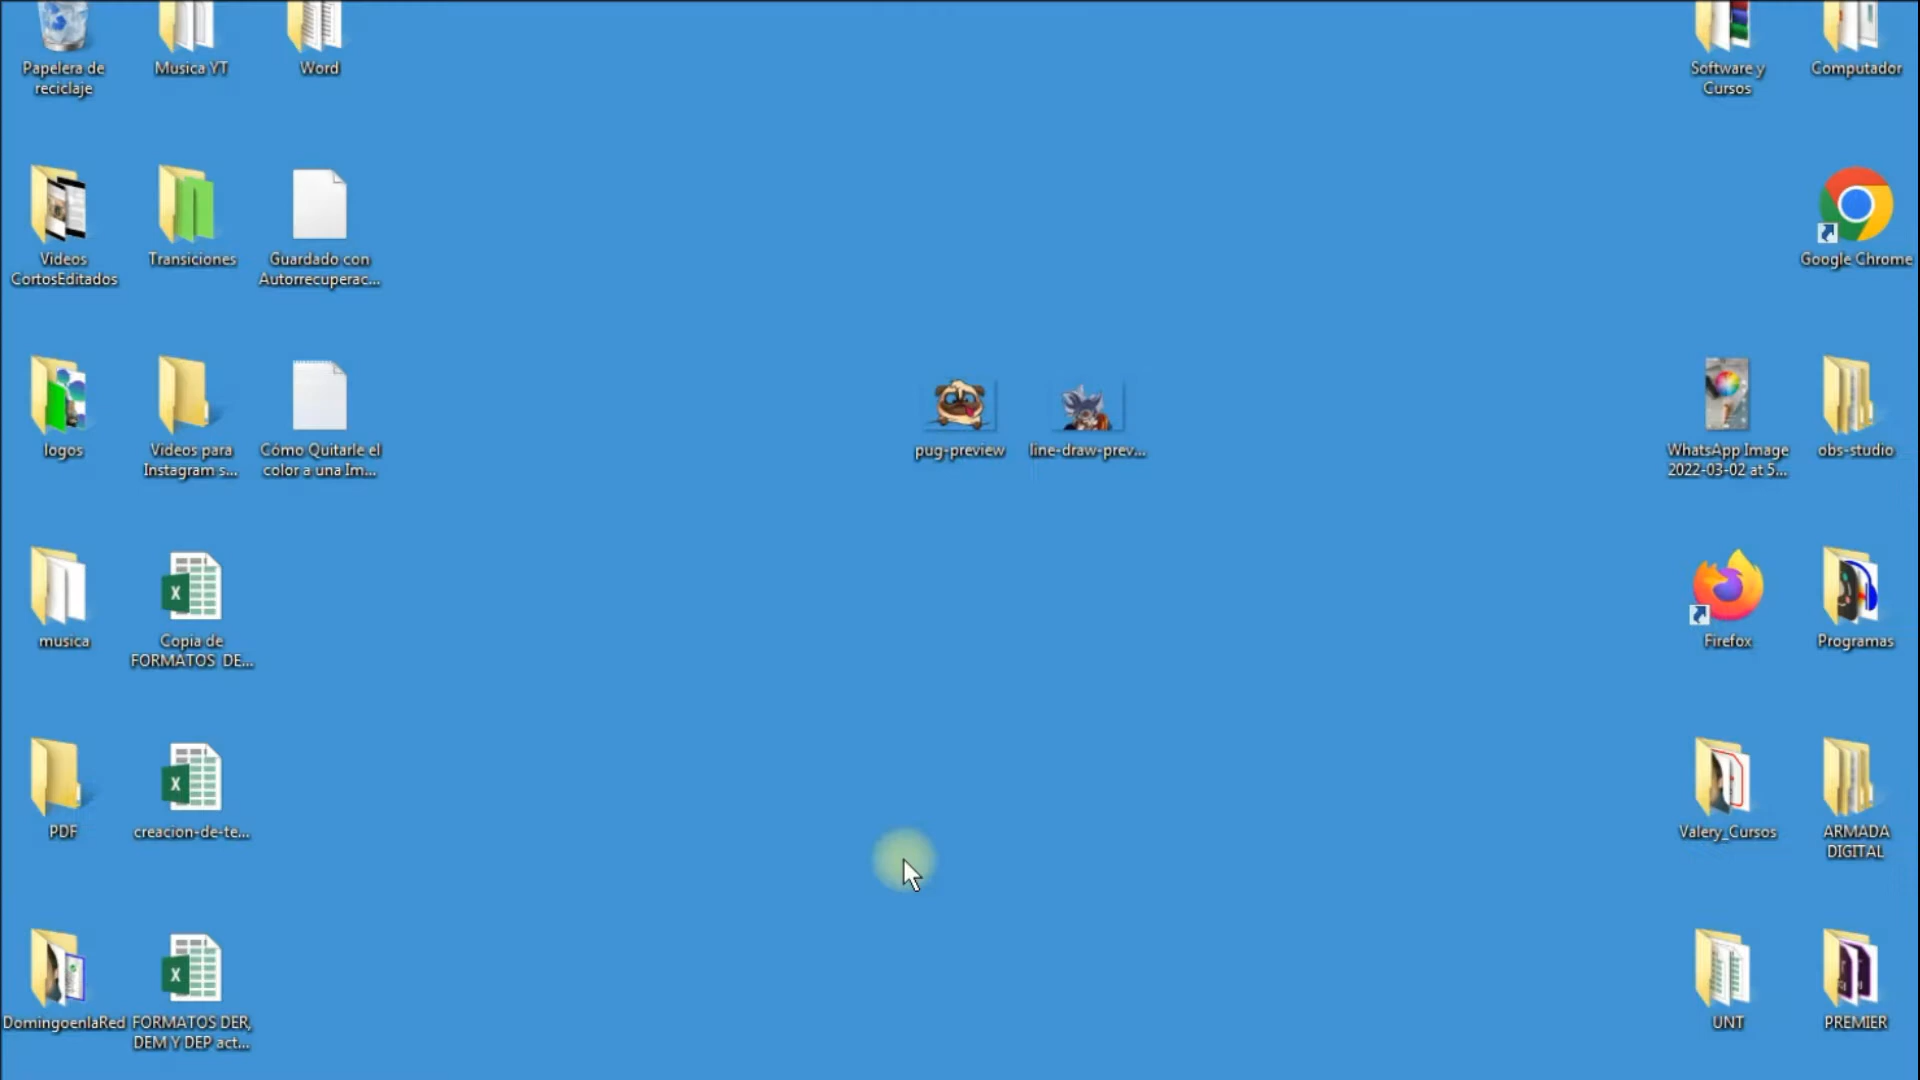 Papelera de
reciclaje
Musica YT
Word
Software y
Cursos
Computador
Videos
CortosEditados
Transiciones
Guardado con
Autorrecuperac...
Google Chrome
logos
Videos para
Instagram s...
Cómo Quitarle el
color a una Im...
pug-preview
line-draw-prev...
WhatsApp Image
2022-03-02 at 5...
obs-studio
musica
Copia de
FORMATOS DE...
Firefox
Programas
PDF
creacion-de-te...
Valery_Cursos
ARMADA
DIGITAL
DomingoenlaRed
FORMATOS DER,
DEM Y DEP act...
UNT
PREMIER